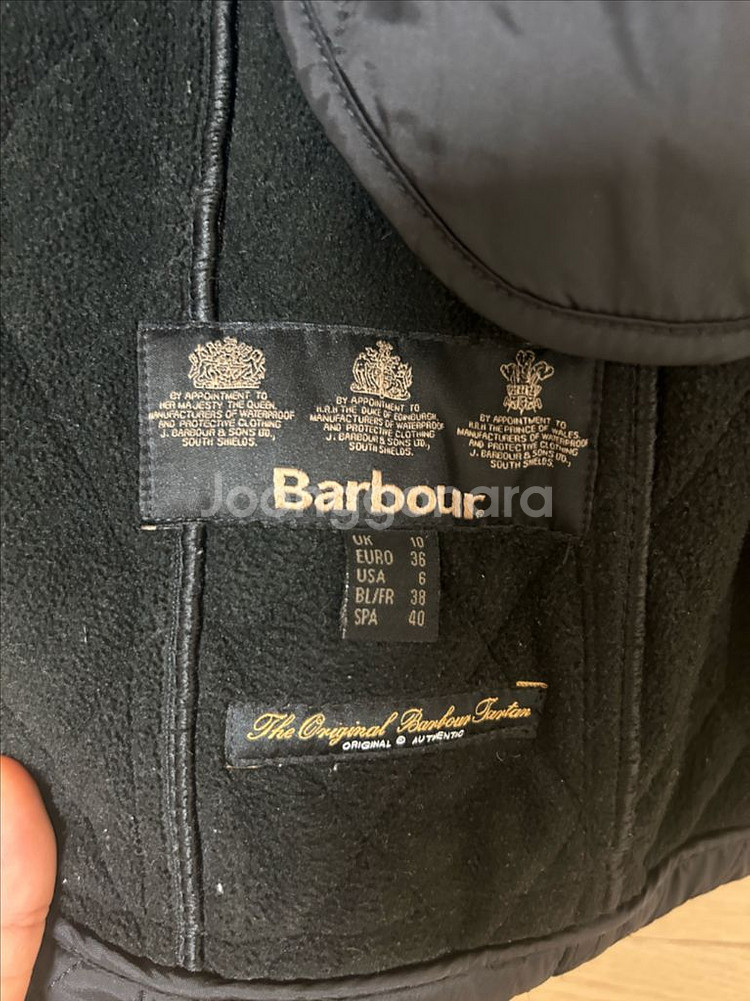 BY APPOINTMENT TO
HER MAJESTY THE QUEEN,
MANUFACTURERS OF WATERPROOF
AND PROTECTIVE CLOTHING
J. BARBOUR & SONS LTD.,
SOUTH SHIELDS.
BY APPOINTMENT TO
H.R.H THE DUKE OF EDINBURGH,
MANUFACTURERS OF WATERPROOF
AND PROTECTIVE CLOTHING
J. BARBOUR & SONS LTD.,
SOUTH SHIELDS.
BY APPOINTMENT TO
H.R.H THE PRINCE OF WALES,
MANUFACTURERS OF WATERPROOF
AND PROTECTIVE CLOTHING
J. BARBOUR & SONS LTD.,
SOUTH SHIELDS.
Barbour
Joonggonara
UK 10
EURO 36
USA 6
BL/FR 38
SPA 40
The Original Barbour Tartan
ORIGINAL © AUTHENTIC